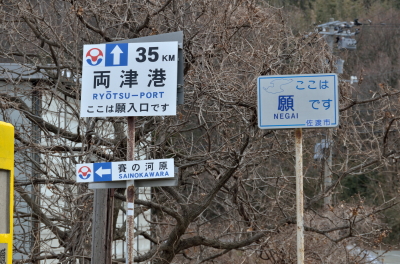 35 KM
両津港
RYŌTSU-PORT
ここは願入口です
賽の河原
SAINOKAWARA
ここは
願 です
NEGAI
佐渡市